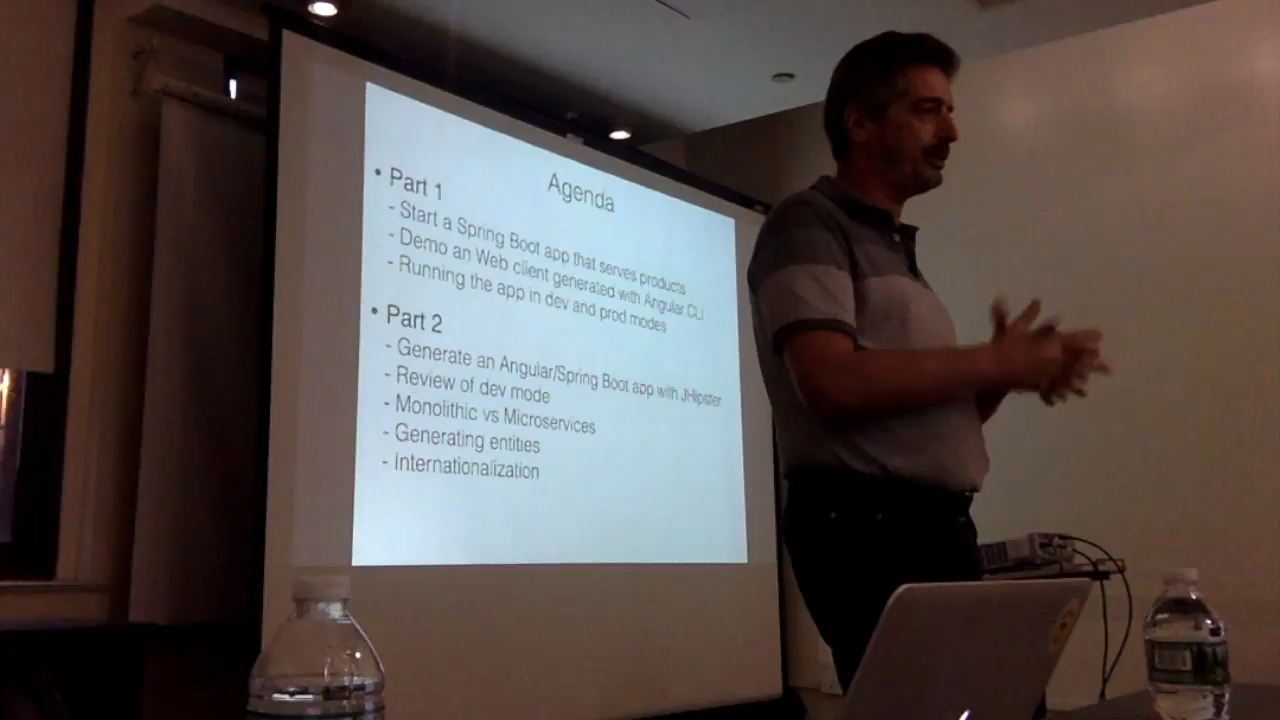 Agenda
• Part 1
- Start a Spring Boot app that serves products
- Demo an Web client generated with Angular CLI
- Running the app in dev and prod modes
• Part 2
- Generate an Angular/Spring Boot app with JHipster
- Review of dev mode
- Monolithic vs Microservices
- Generating entities
- Internationalization